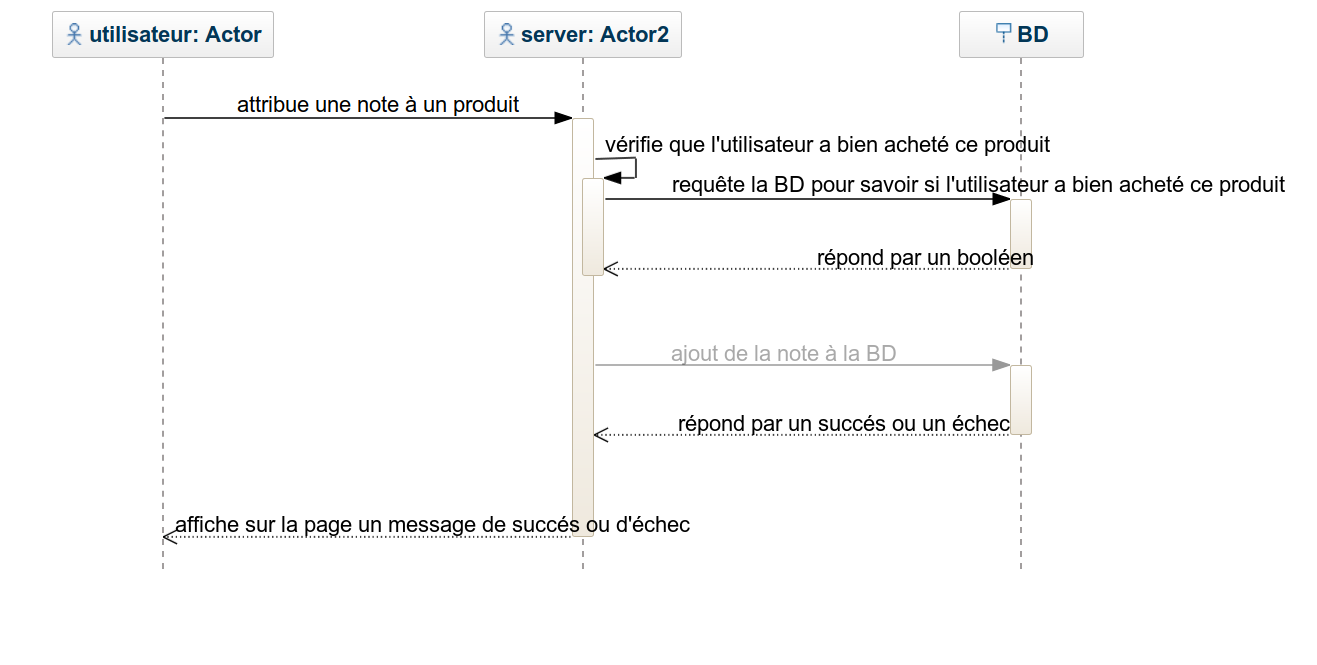 utilisateur: Actor
server: Actor2
BD
attribue une note à un produit
vérifie que l'utilisateur a bien acheté ce produit
requête la BD pour savoir si l'utilisateur a bien acheté ce produit
répond par un booléen
ajout de la note à la BD
répond par un succés ou un échec
affiche sur la page un message de succés ou d'échec